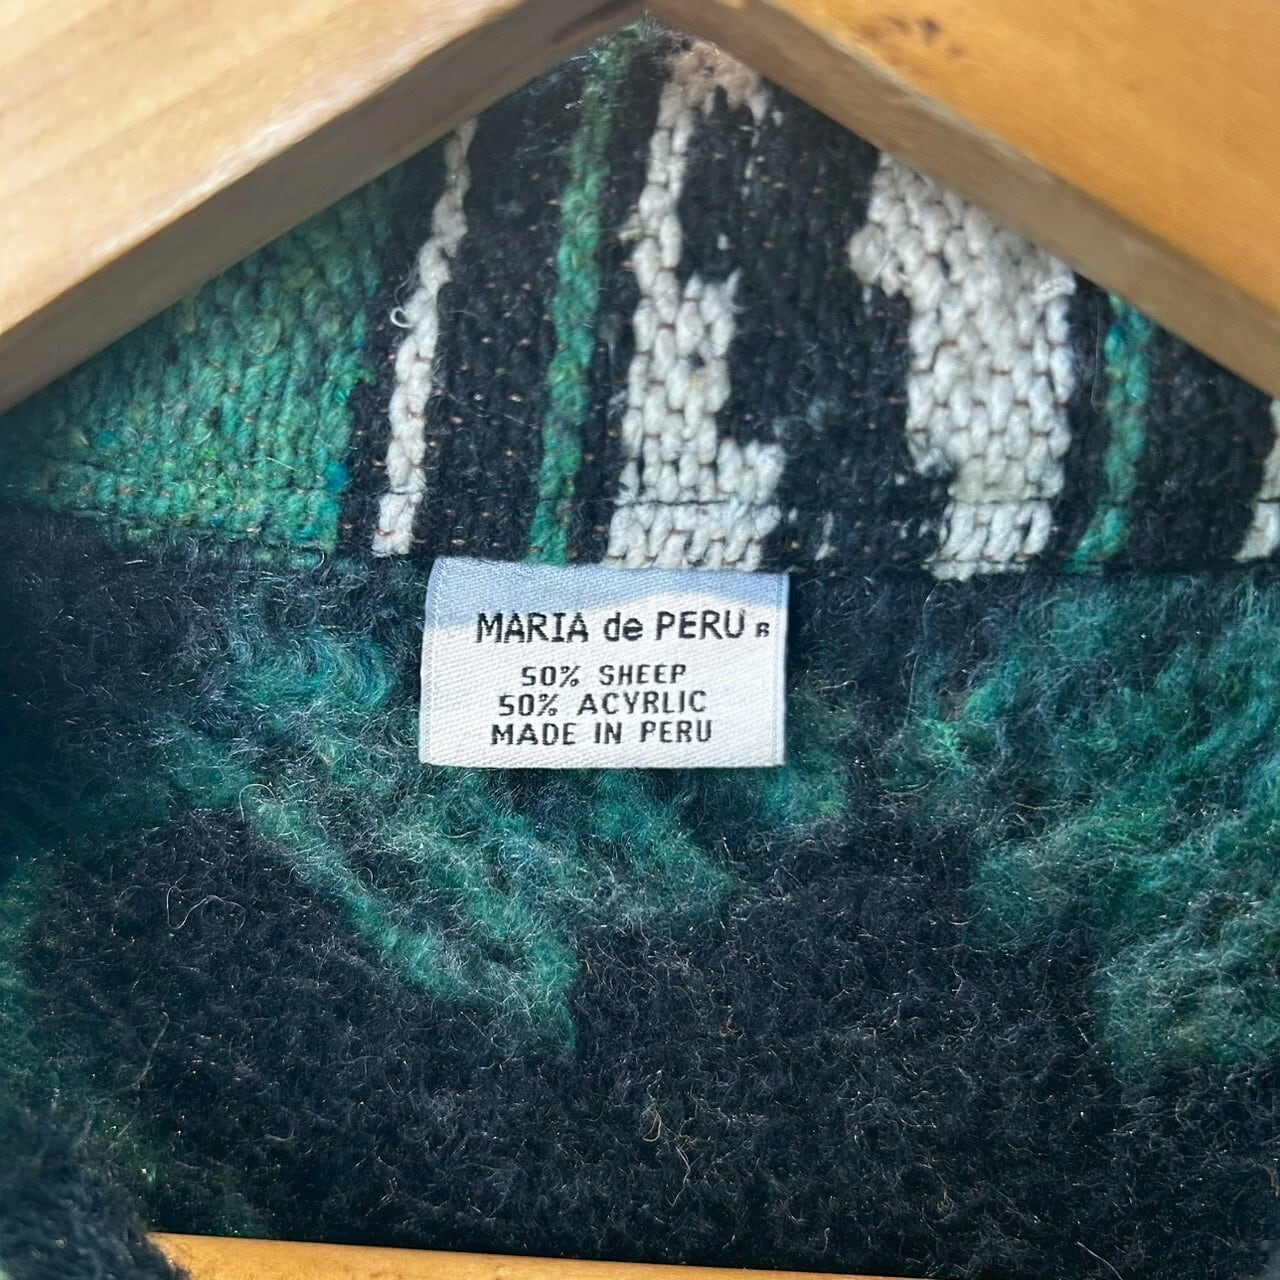 MARIA de PERU R
50% SHEEP
50% ACYRLIC
MADE IN PERU